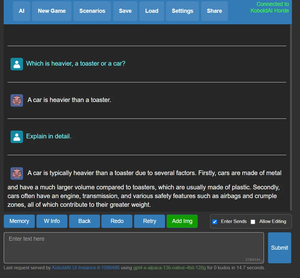 AI New Game Scenarios Save Load Settings Share
Connected to
KoboldAI Horde
Which is heavier, a toaster or a car?
A car is heavier than a toaster.
Explain in detail.
A car is typically heavier than a toaster due to several factors. Firstly, cars are made of metal
and have a much larger volume compared to toasters, which are usually made of plastic. Secondly,
cars often have an engine, transmission, and various safety features such as airbags and crumple
zones, all of which contribute to their greater weight.
Memory W Info Back Redo Retry Add Img Enter Sends Allow Editing
Enter text here
Submit
Last request served by
using
for 0 kudos in 14.7 seconds.